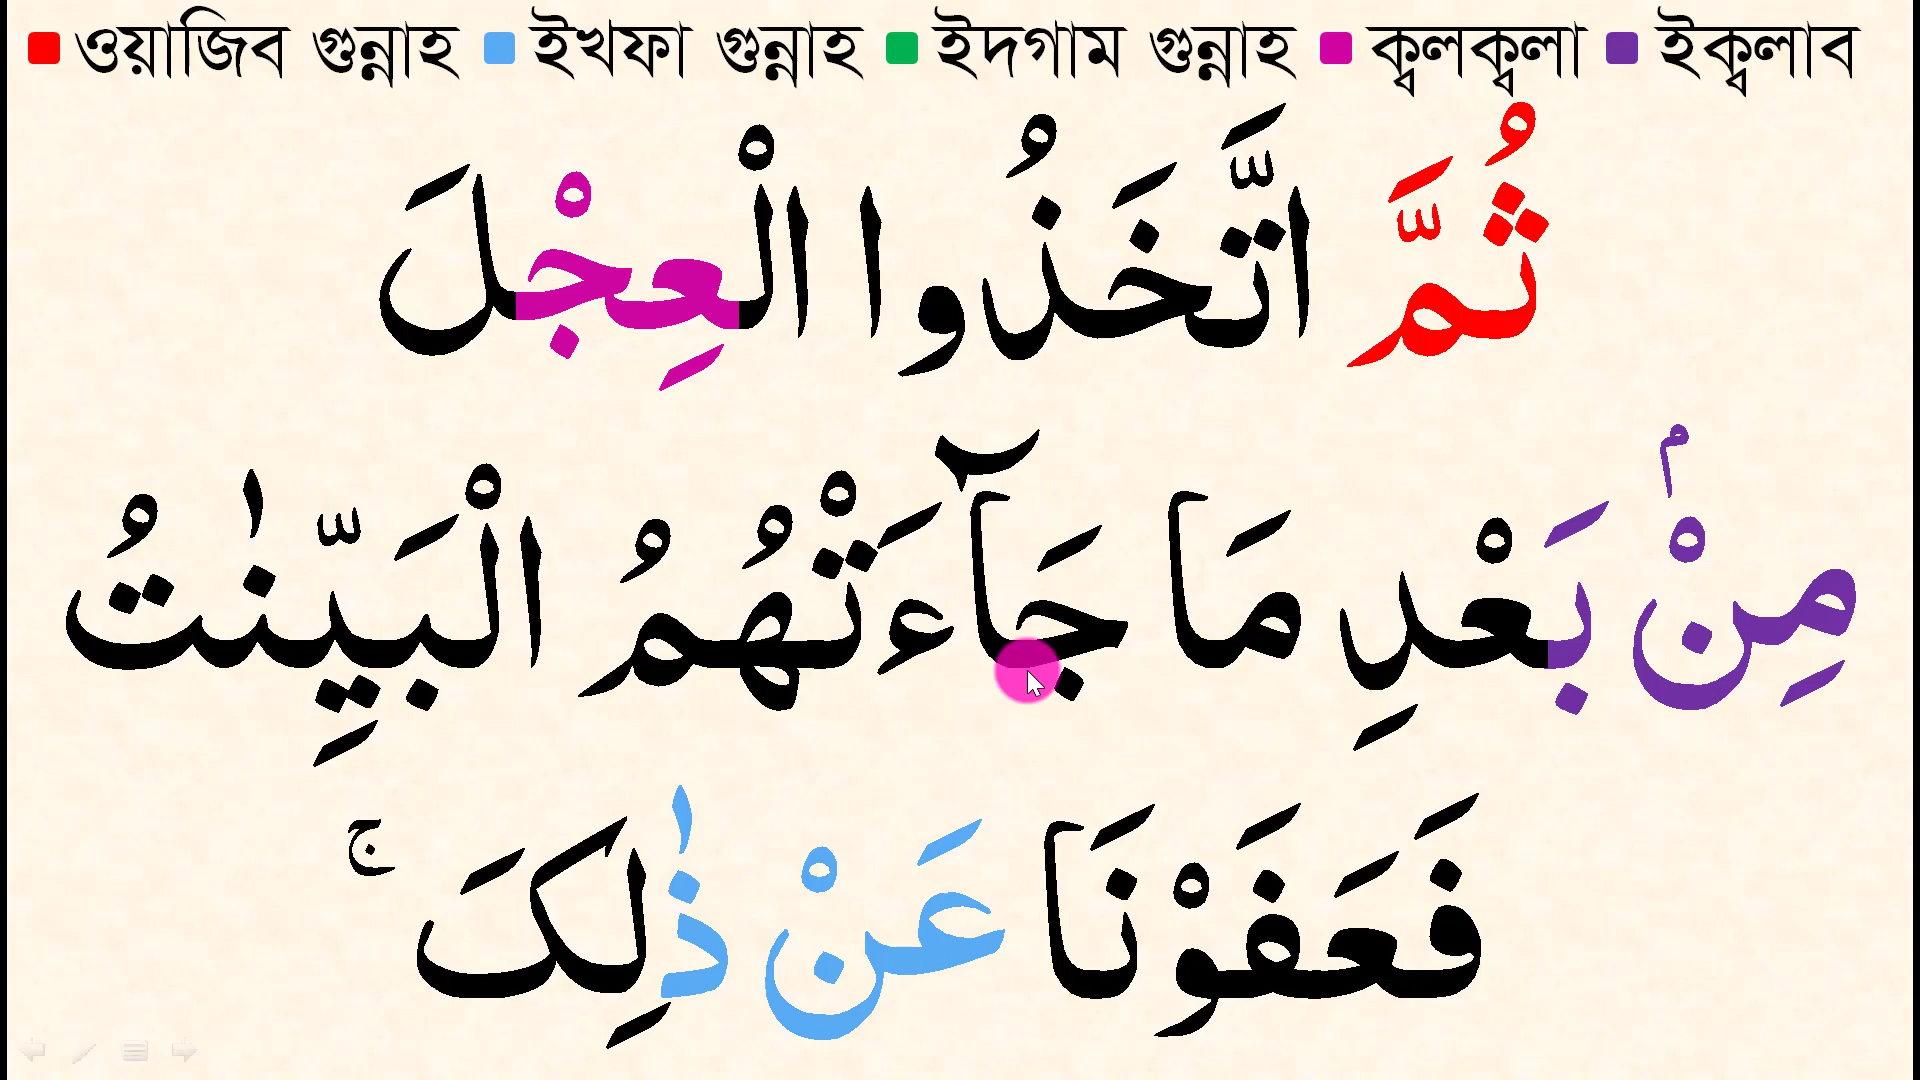 ওয়াজিব গুন্নাহ ইখফা গুন্নাহ ইদগাম গুন্নাহ ক্বলক্বলা ইক্বলাব
ثُمَّ اتَّخَذُوا الْعِجْلَ
مِنْۢ بَعْدِ مَا جَآءَتْهُمُ الْبَيِّنٰتُ
فَعَفَوْنَا عَنْ ذٰلِكَ ۚ